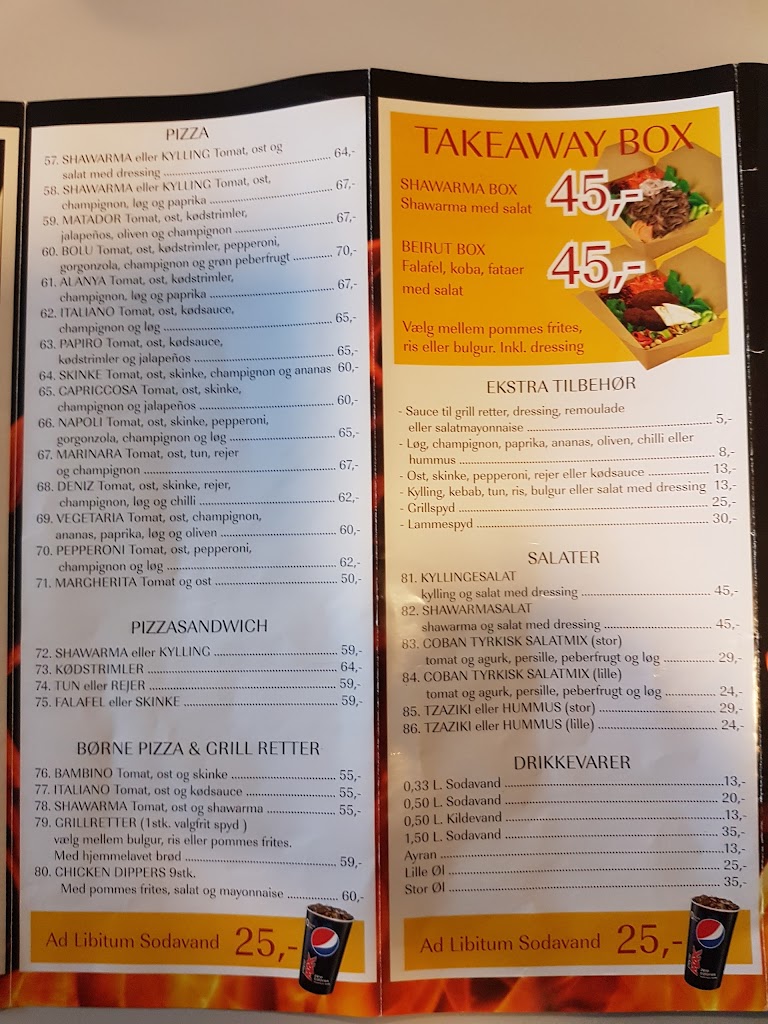 PIZZA
57. SHAWARMA eller KYLLING Tomat, ost og
salat med dressing ........ 64,-
58. SHAWARMA eller KYLLING Tomat, ost,
champignon, løg og paprika ........ 67,-
59. MATADOR Tomat, ost, kødstrimler,
jalapeños, oliven og champignon ........ 67,-
60. BOLU Tomat, ost, kødstrimler, pepperoni,
gorgonzola, champignon og grøn peberfrugt ........ 70,-
61. ALANYA Tomat, ost, kødstrimler,
champignon, løg og paprika ........ 67,-
62. ITALIANO Tomat, ost, kødsauce,
champignon og løg ........ 65,-
63. PAPIRO Tomat, ost, kødsauce,
kødstrimler og jalapeños ........ 65,-
64. SKINKE Tomat, ost, skinke, champignon og ananas 60,-
65. CAPRICCOSA Tomat, ost, skinke,
champignon og jalapeños ........ 60,-
66. NAPOLI Tomat, ost, skinke, pepperoni,
gorgonzola, champignon og løg ........ 65,-
67. MARINARA Tomat, ost, tun, rejer
og champignon ........ 67,-
68. DENIZ Tomat, ost, skinke, rejer,
champignon, løg og chilli ........ 62,-
69. VEGETARIA Tomat, ost, champignon,
ananas, paprika, løg og oliven ........ 60,-
70. PEPPERONI Tomat, ost, pepperoni,
champignon og løg ........ 62,-
71. MARGHERITA Tomat og ost ........ 50,-
PIZZASANDWICH
72. SHAWARMA eller KYLLING ........ 59,-
73. KØDSTRIMLER ........ 64,-
74. TUN eller REJER ........ 59,-
75. FALAFEL eller SKINKE ........ 59,-
BØRNE PIZZA & GRILL RETTER
76. BAMBINO Tomat, ost og skinke ........ 55,-
77. ITALIANO Tomat, ost og kødsauce ........ 55,-
78. SHAWARMA Tomat, ost og shawarma ........ 55,-
79. GRILLRETTER (1stk. valgfrit spyd )
vælg mellem bulgur, ris eller pommes frites.
Med hjemmelavet brød ........ 59,-
80. CHICKEN DIPPERS 9stk.
Med pommes frites, salat og mayonnaise ........ 60,-
Ad Libitum Sodavand 25,-
TAKEAWAY BOX
SHAWARMA BOX
Shawarma med salat 45,-
BEIRUT BOX
Falafel, koba, fataer
med salat 45,-
Vælg mellem pommes frites,
ris eller bulgur. Inkl. dressing
EKSTRA TILBEHØR
- Sauce til grill retter, dressing, remoulade
eller salatmayonnaise ........ 5,-
- Løg, champignon, paprika, ananas, oliven, chilli eller
hummus ........ 8,-
- Ost, skinke, pepperoni, rejer eller kødsauce ........ 13,-
- Kylling, kebab, tun, ris, bulgur eller salat med dressing 13,-
- Grillspyd ........ 25,-
- Lammespyd ........ 30,-
SALATER
81. KYLLINGESALAT
kylling og salat med dressing ........ 45,-
82. SHAWARMASALAT
shawarma og salat med dressing ........ 45,-
83. COBAN TYRKISK SALATMIX (stor)
tomat og agurk, persille, peberfrugt og løg ........ 29,-
84. COBAN TYRKISK SALATMIX (lille)
tomat og agurk, persille, peberfrugt og løg ........ 24,-
85. TZAZIKI eller HUMMUS (stor) ........ 29,-
86. TZAZIKI eller HUMMUS (lille) ........ 24,-
DRIKKEVARER
0,33 L. Sodavand ........ 13,-
0,50 L. Sodavand ........ 20,-
0,50 L. Kildevand ........ 13,-
1,50 L. Sodavand ........ 35,-
Ayran ........ 13,-
Lille Øl ........ 25,-
Stor Øl ........ 35,-
Ad Libitum Sodavand 25,-